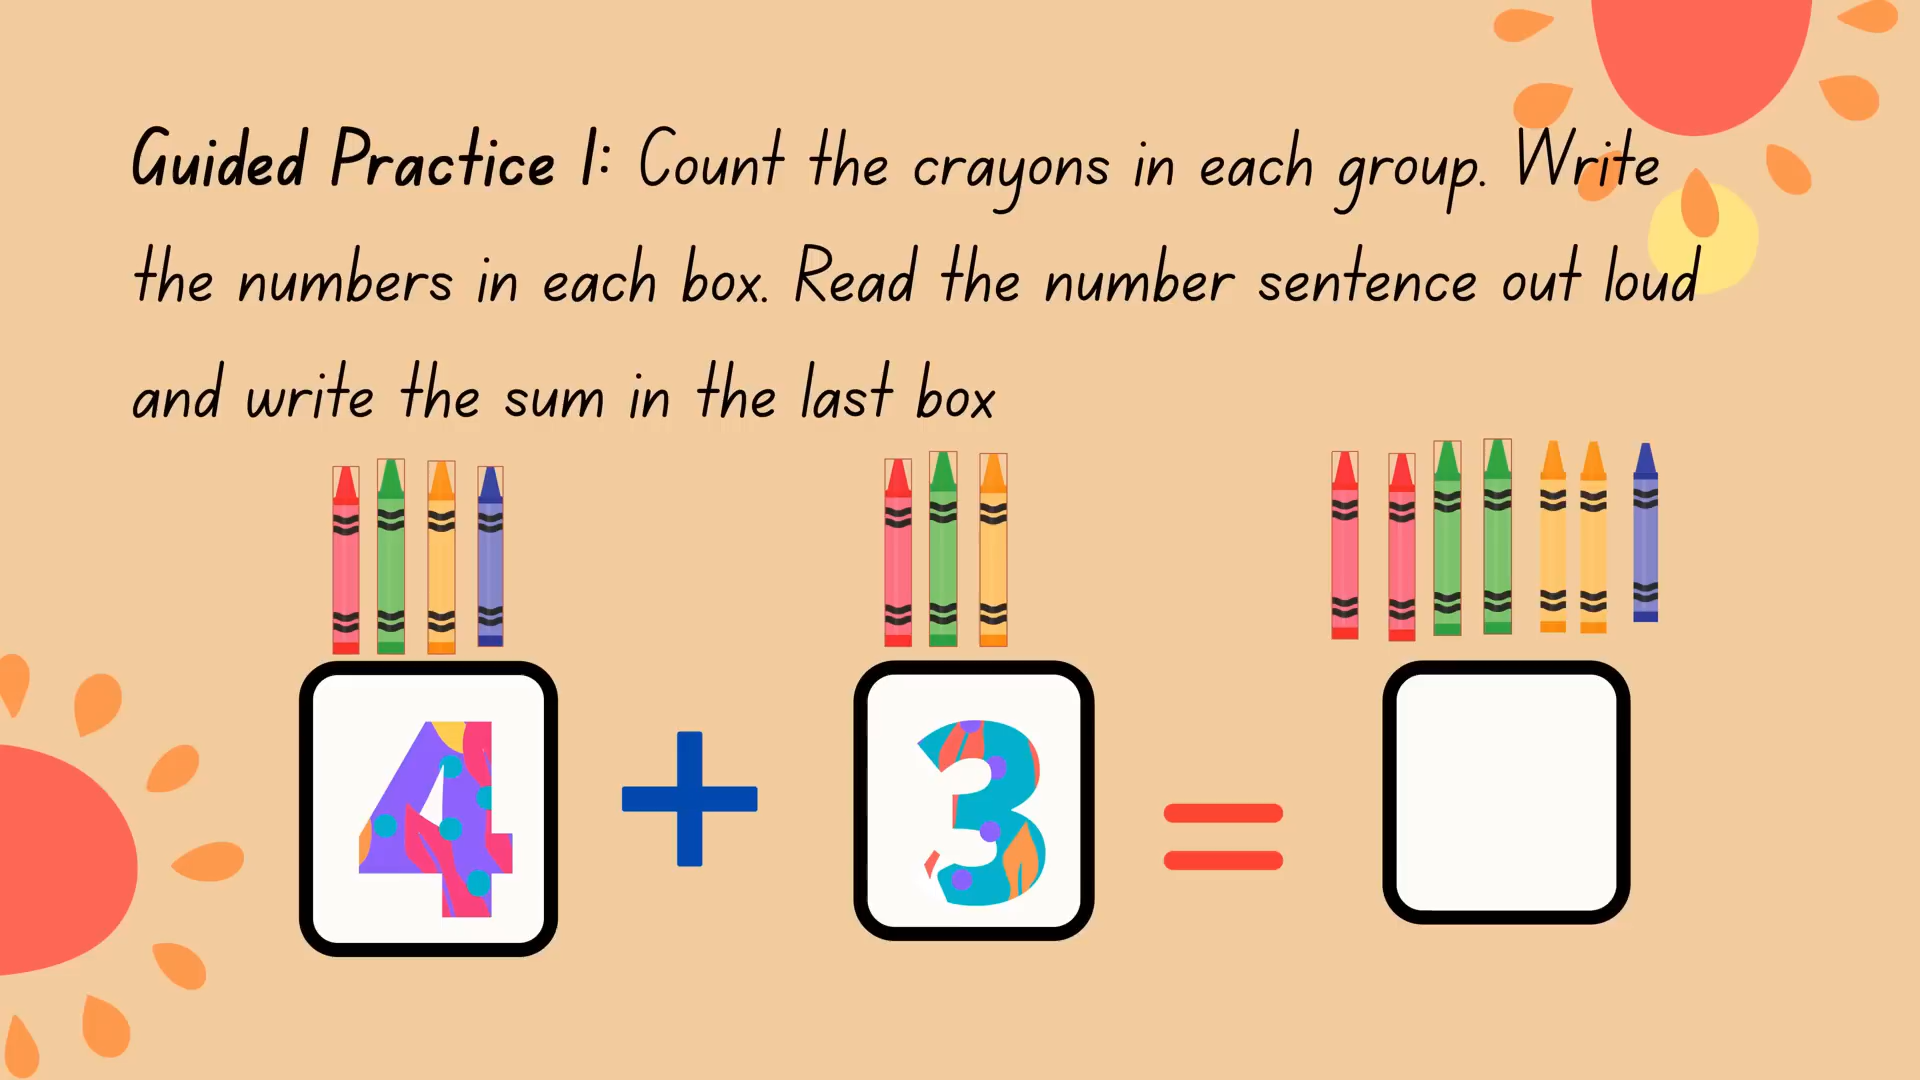 Guided Practice 1: Count the crayons in each group. Write
the numbers in each box. Read the number sentence out loud
and write the sum in the last box
4 + 3 =